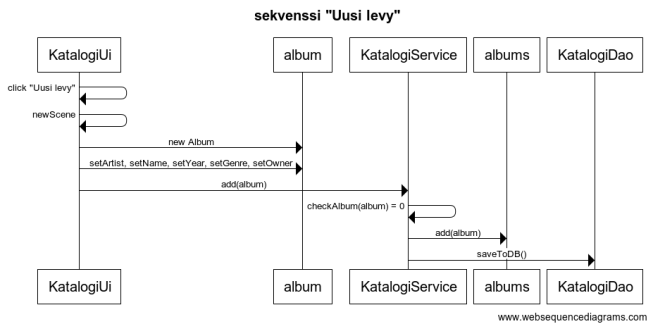 sekvenssi "Uusi levy"
KatalogiUi album KatalogiService albums KatalogiDao
click "Uusi levy"
newScene
new Album
setArtist, setName, setYear, setGenre, setOwner
add(album)
checkAlbum(album) = 0
add(album)
saveToDB()
KatalogiUi album KatalogiService albums KatalogiDao
www.websequencediagrams.com